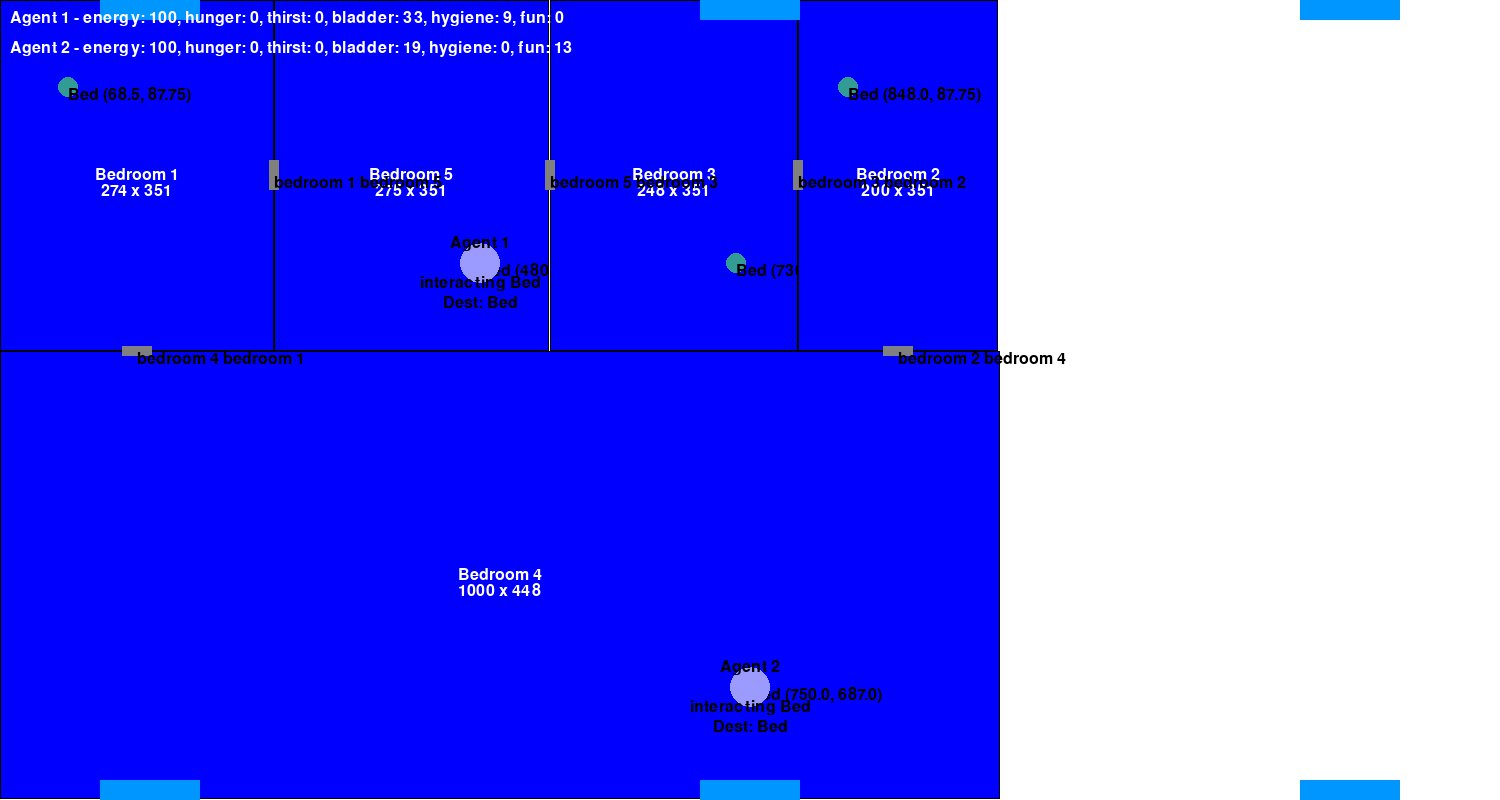 Agent 1 - energy: 100, hunger: 0, thirst: 0, bladder: 33, hygiene: 9, fun: 0
Agent 2 - energy: 100, hunger: 0, thirst: 0, bladder: 19, hygiene: 0, fun: 13
Bed (68.5, 87.75)
Bed (848.0, 87.75)
Bedroom 1
274 x 351
Bedroom 5
275 x 351
Bedroom 3
248 x 351
Bedroom 2
200 x 351
bedroom 1 bedroom 5
bedroom 5 bedroom 3
bedroom 3 bedroom 2
Agent 1
d (480
interacting Bed
Dest: Bed
Bed (73
bedroom 4 bedroom 1
bedroom 2 bedroom 4
Bedroom 4
1000 x 448
Agent 2
d (750.0, 687.0)
interacting Bed
Dest: Bed